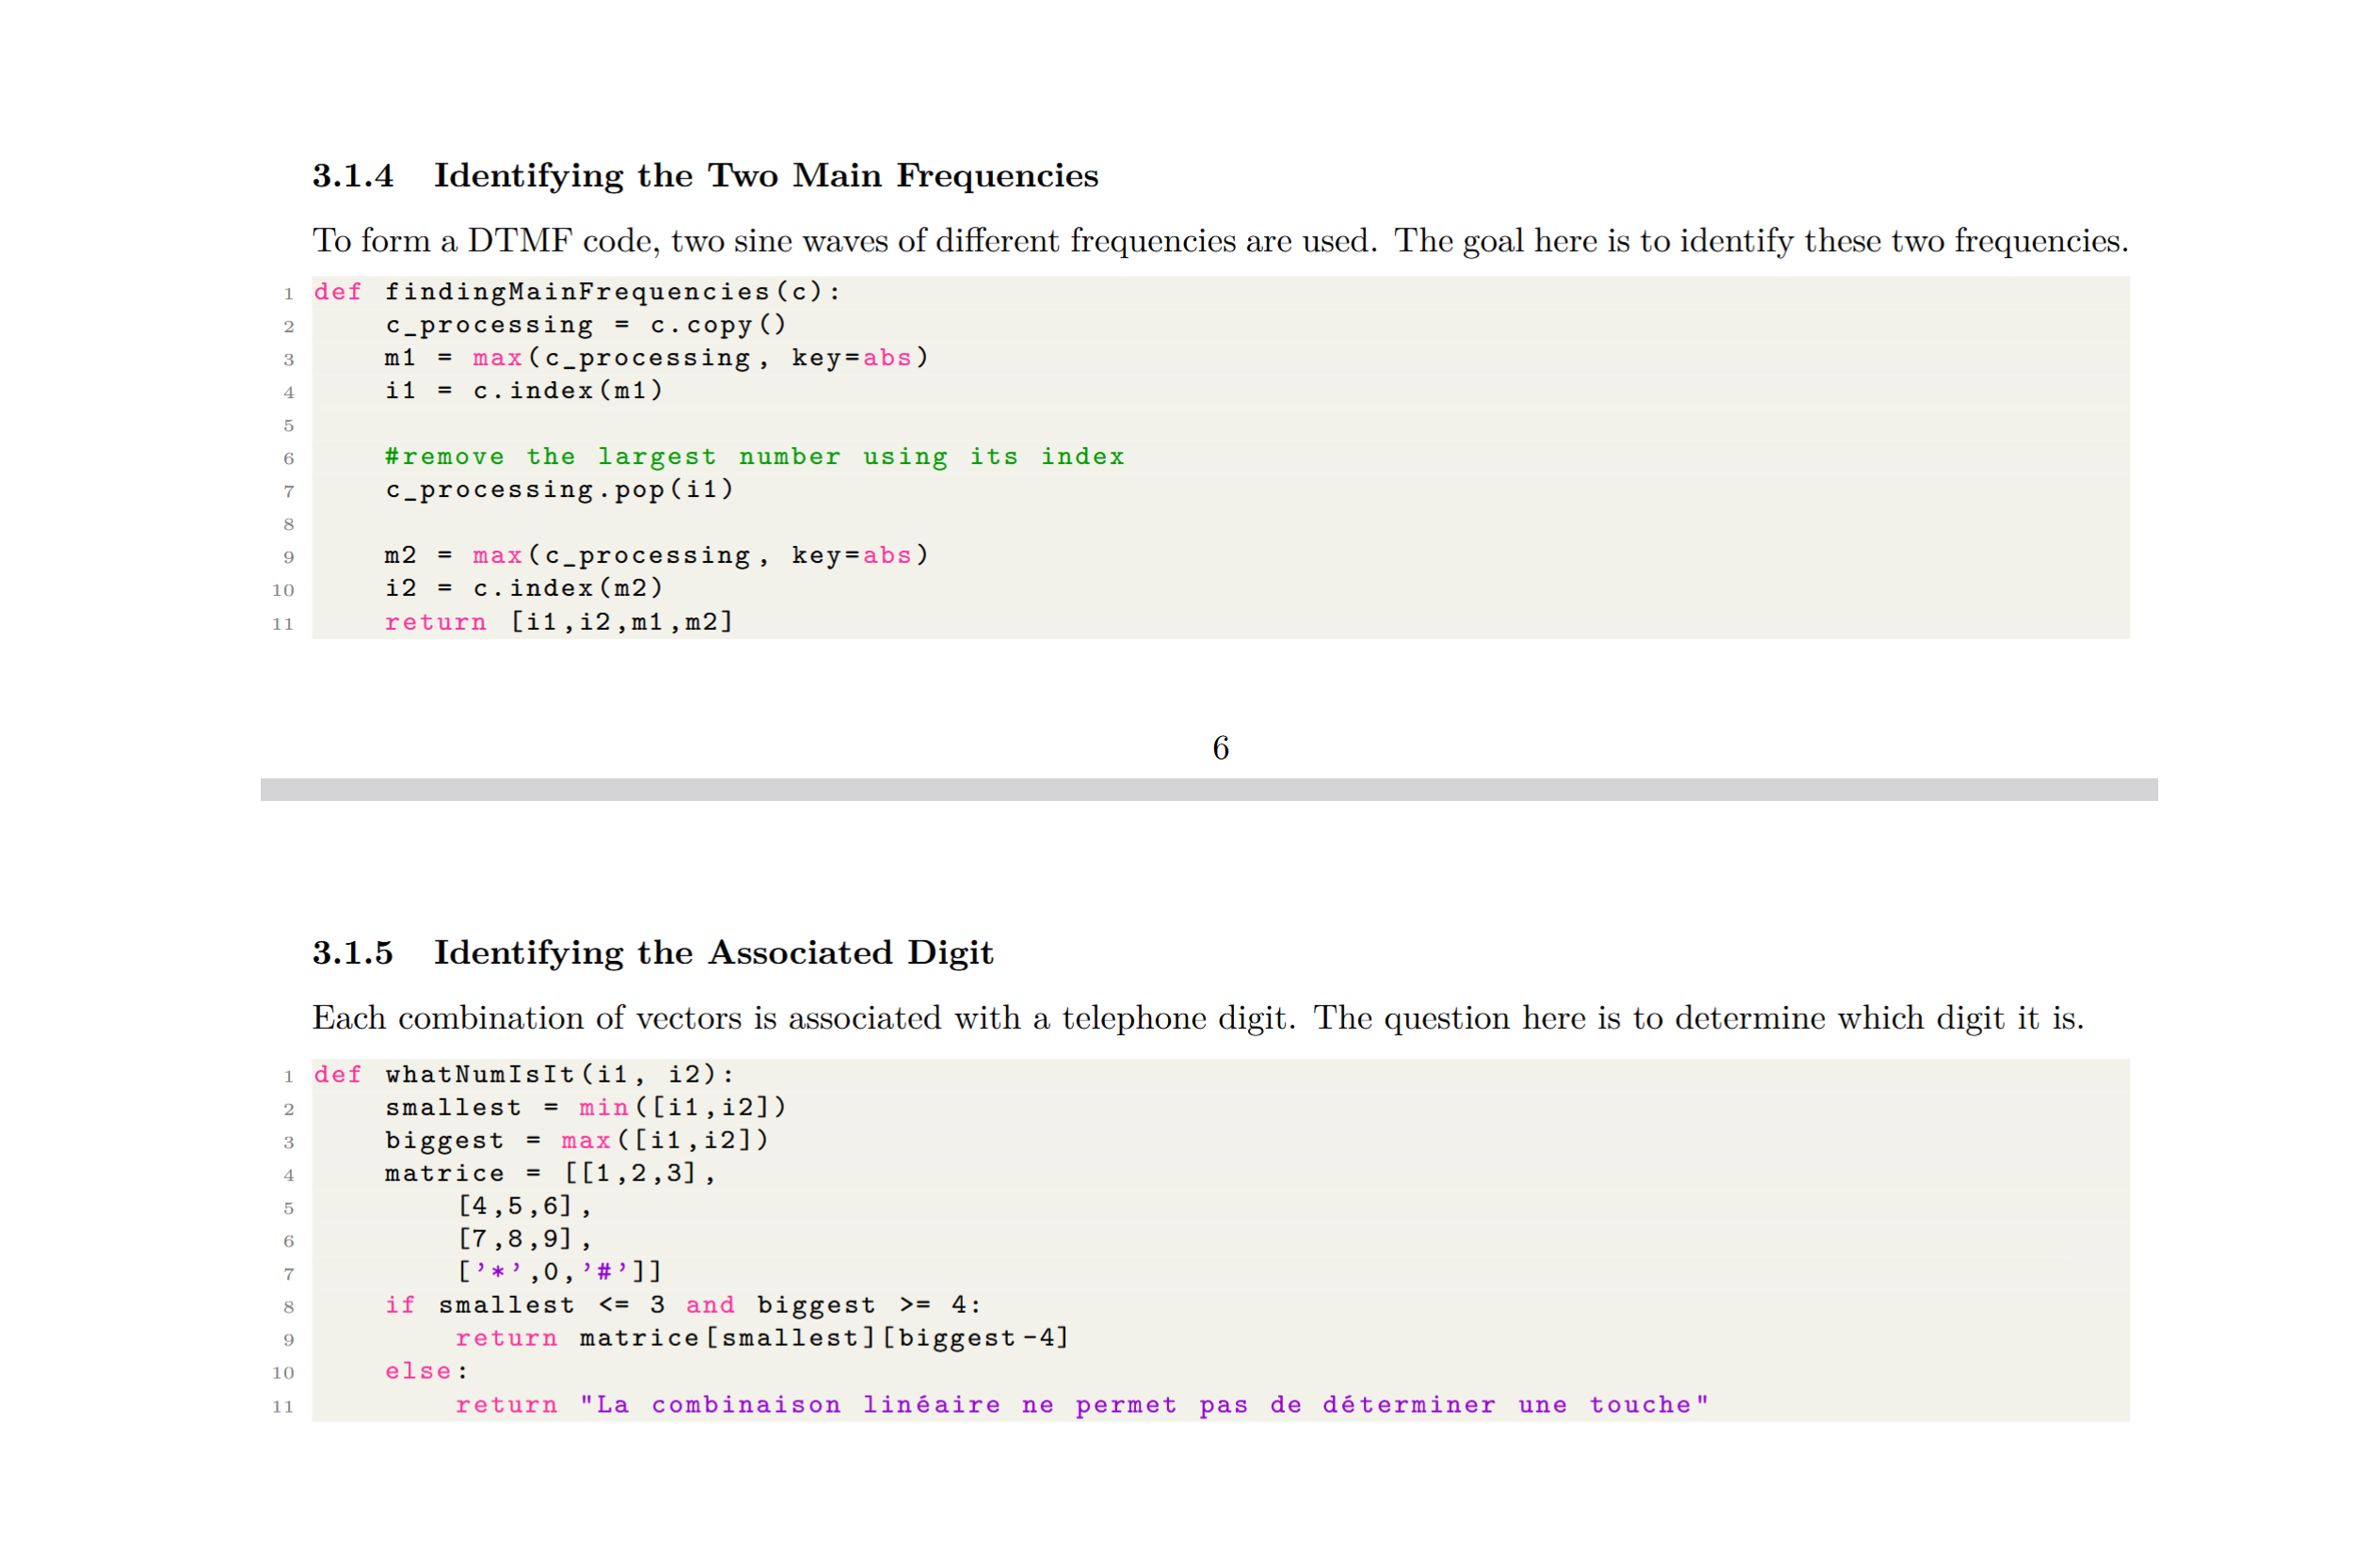 3.1.4 Identifying the Two Main Frequencies
To form a DTMF code, two sine waves of different frequencies are used. The goal here is to identify these two frequencies.
1 def findingMainFrequencies(c):
2     c_processing = c.copy()
3     m1 = max(c_processing, key=abs)
4     i1 = c.index(m1)
5
6     #remove the largest number using its index
7     c_processing.pop(i1)
8
9     m2 = max(c_processing, key=abs)
10     i2 = c.index(m2)
11     return [i1,i2,m1,m2]
6
3.1.5 Identifying the Associated Digit
Each combination of vectors is associated with a telephone digit. The question here is to determine which digit it is.
1 def whatNumIsIt(i1, i2):
2     smallest = min([i1,i2])
3     biggest = max([i1,i2])
4     matrice = [[1,2,3],
5         [4,5,6],
6         [7,8,9],
7         [’*’,0,’#’]]
8     if smallest <= 3 and biggest >= 4:
9         return matrice[smallest][biggest-4]
10     else:
11         return "La combinaison linéaire ne permet pas de déterminer une touche"